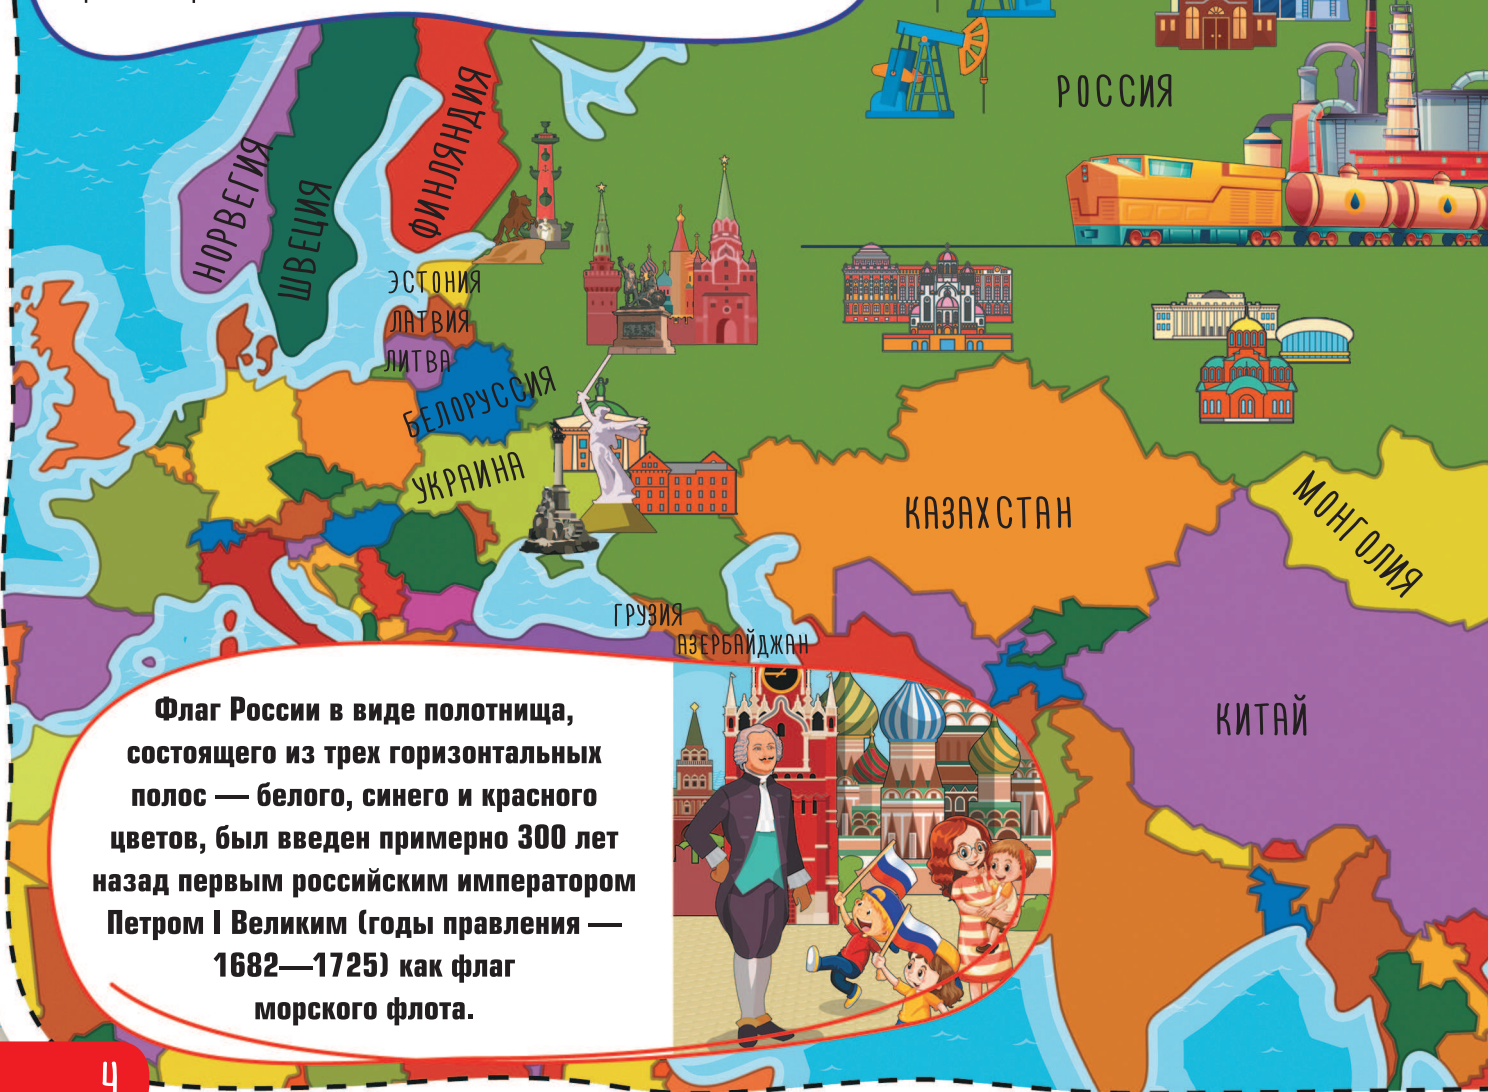 РОССИЯ
НОРВЕГИЯ
ШВЕЦИЯ
ФИНЛЯНДИЯ
ЭСТОНИЯ
ЛАТВИЯ
ЛИТВА
БЕЛОРУССИЯ
УКРАИНА
КАЗАХСТАН
МОНГОЛИЯ
ГРУЗИЯ
АЗЕРБАЙДЖАН
КИТАЙ
Флаг России в виде полотнища,
состоящего из трех горизонтальных
полос — белого, синего и красного
цветов, был введен примерно 300 лет
назад первым российским императором
Петром I Великим (годы правления —
1682—1725) как флаг
морского флота.
4